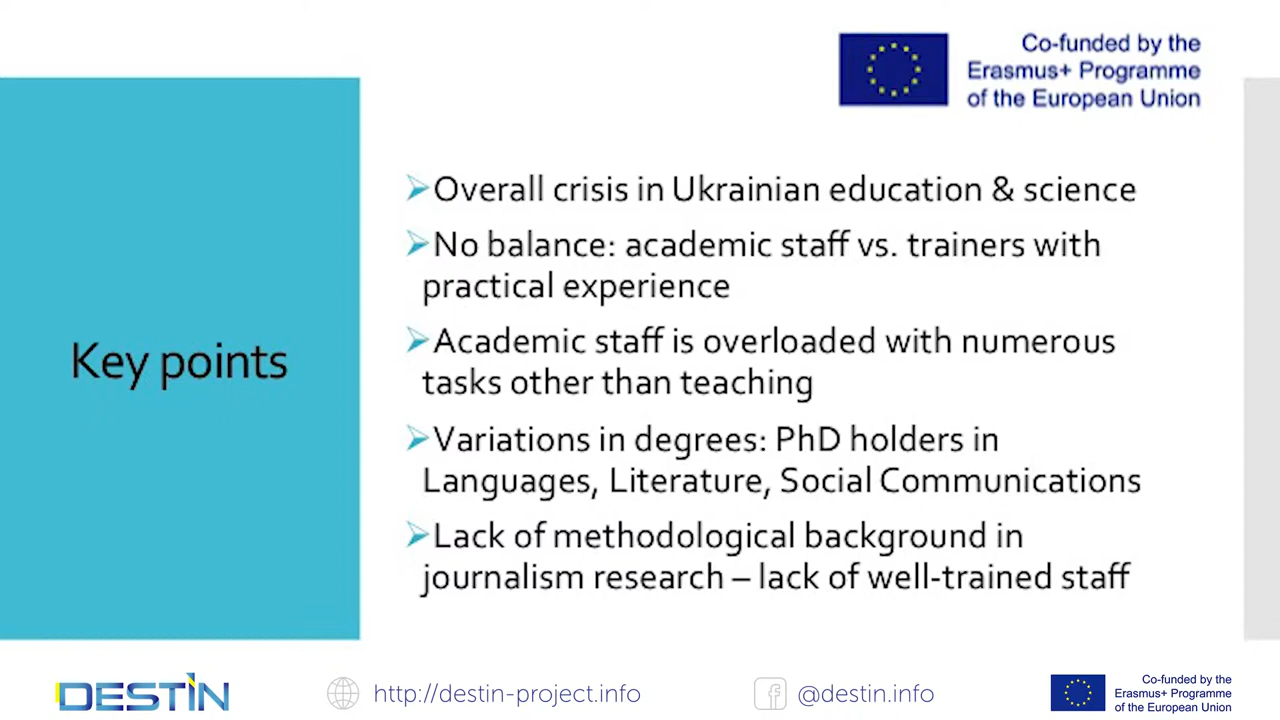 Co-funded by the
Erasmus+ Programme
of the European Union
Key points
➢Overall crisis in Ukrainian education & science
➢No balance: academic staff vs. trainers with
practical experience
➢Academic staff is overloaded with numerous
tasks other than teaching
➢Variations in degrees: PhD holders in
Languages, Literature, Social Communications
➢Lack of methodological background in
journalism research – lack of well-trained staff
DESTIN
http://destin-project.info
@destin.info
Co-funded by the
Erasmus+ Programme
of the European Union